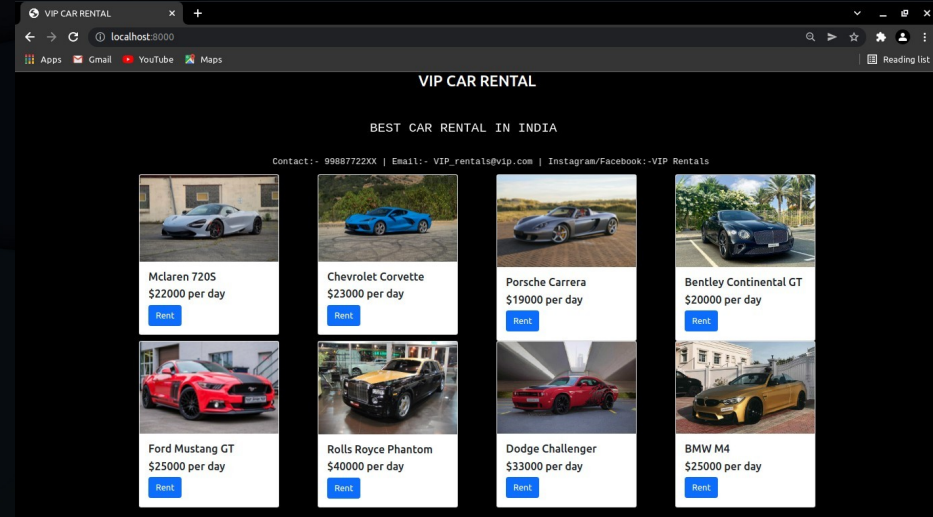 VIP CAR RENTAL
localhost:8000
Apps Gmail YouTube Maps Reading list
VIP CAR RENTAL
BEST CAR RENTAL IN INDIA
Contact:- 99887722XX | Email:- VIP_rentals@vip.com | Instagram/Facebook:-VIP Rentals
Mclaren 720S
$22000 per day
Rent
Chevrolet Corvette
$23000 per day
Rent
Porsche Carrera
$19000 per day
Rent
Bentley Continental GT
$20000 per day
Rent
Ford Mustang GT
$25000 per day
Rent
Rolls Royce Phantom
$40000 per day
Rent
Dodge Challenger
$33000 per day
Rent
BMW M4
$25000 per day
Rent